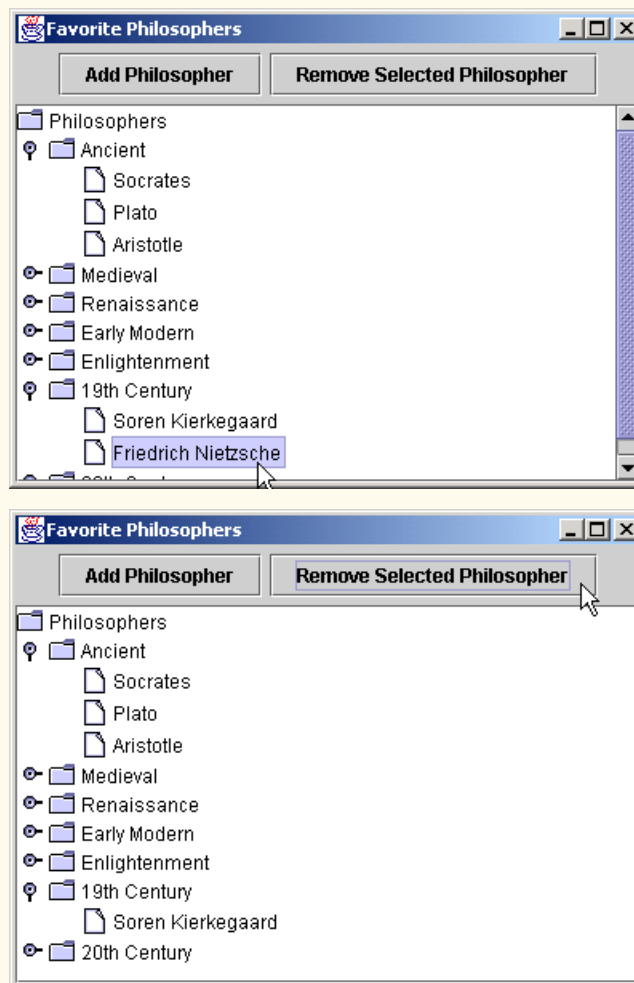 Favorite Philosophers
Add Philosopher Remove Selected Philosopher
Philosophers
Ancient
Socrates
Plato
Aristotle
Medieval
Renaissance
Early Modern
Enlightenment
19th Century
Soren Kierkegaard
Friedrich Nietzsche
Favorite Philosophers
Add Philosopher Remove Selected Philosopher
Philosophers
Ancient
Socrates
Plato
Aristotle
Medieval
Renaissance
Early Modern
Enlightenment
19th Century
Soren Kierkegaard
20th Century